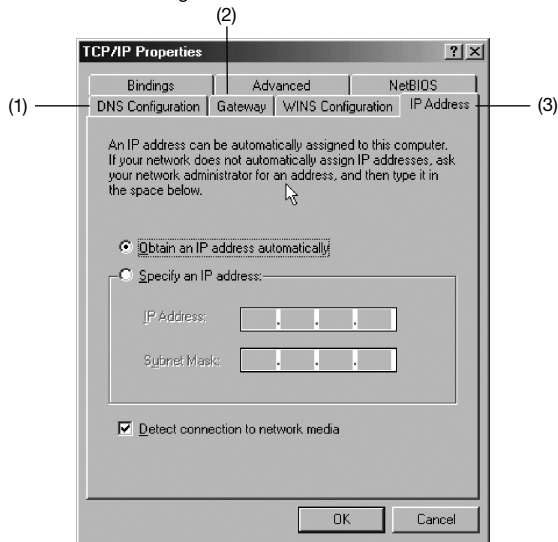 (2)
TCP/IP Properties ? ×
Bindings Advanced NetBIOS
(1) DNS Configuration Gateway WINS Configuration IP Address (3)
An IP address can be automatically assigned to this computer.
If your network does not automatically assign IP addresses, ask
your network administrator for an address, and then type it in
the space below.
Obtain an IP address automatically
Specify an IP address:
IP Address: . . .
Subnet Mask: . . .
Detect connection to network media
OK Cancel